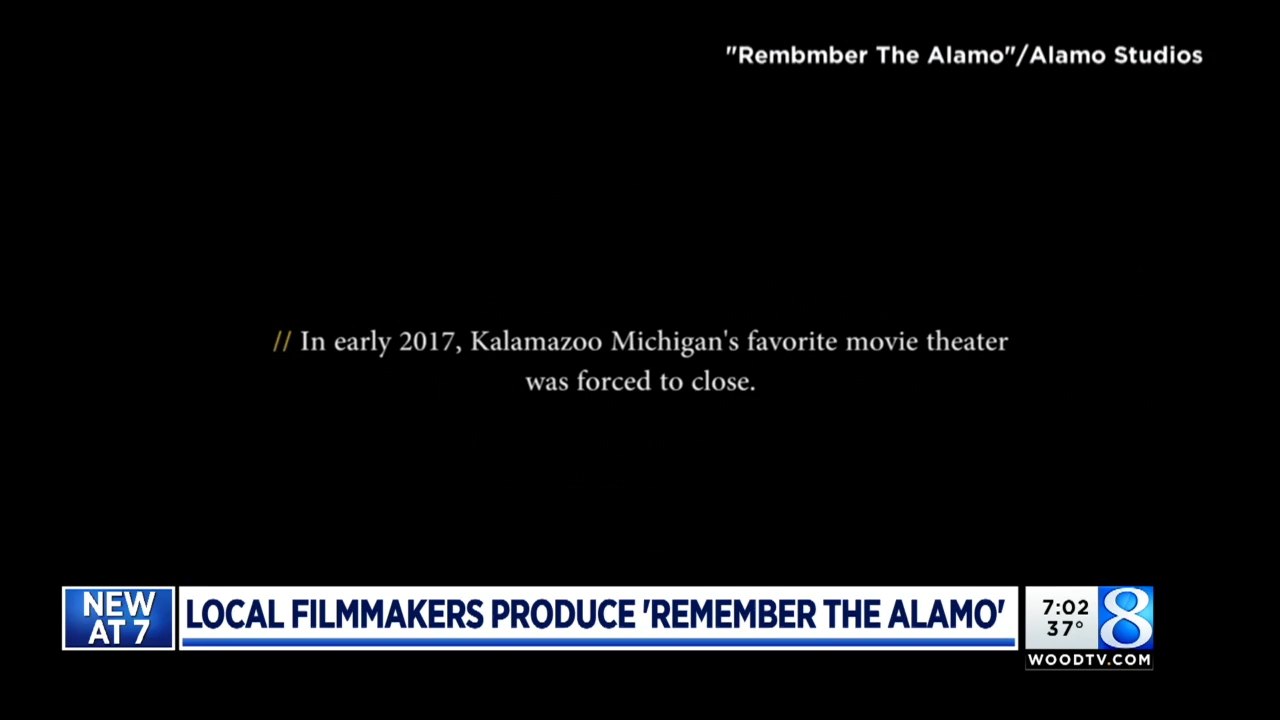 "Rembmber The Alamo"/Alamo Studios
// In early 2017, Kalamazoo Michigan's favorite movie theater
was forced to close.
NEW
AT 7
LOCAL FILMMAKERS PRODUCE 'REMEMBER THE ALAMO'
7:02
37°
8
WOODTV.COM